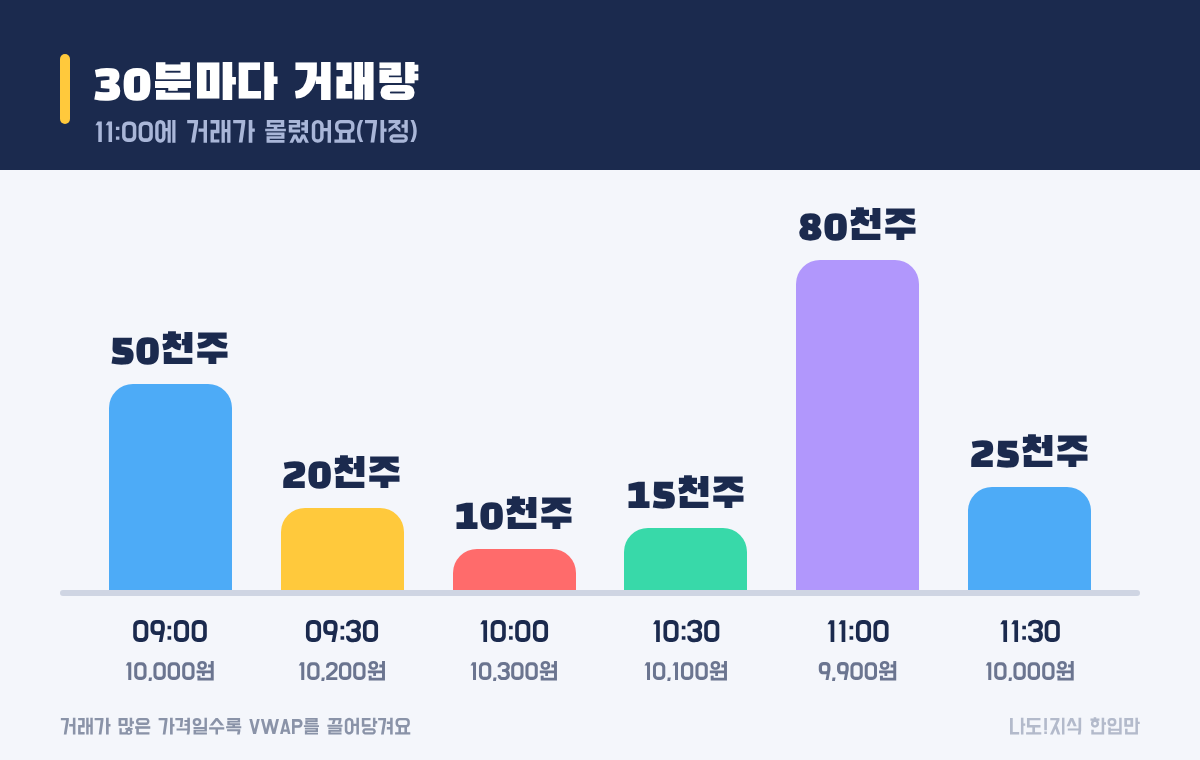 30분마다 거래량
11:00에 거래가 몰렸어요(가정)
80천주
50천주
25천주
20천주
15천주
10천주
09:00 09:30 10:00 10:30 11:00 11:30
10,000원 10,200원 10,300원 10,100원 9,900원 10,000원
거래가 많은 가격일수록 VWAP를 끌어당겨요
나도!지식 한입만